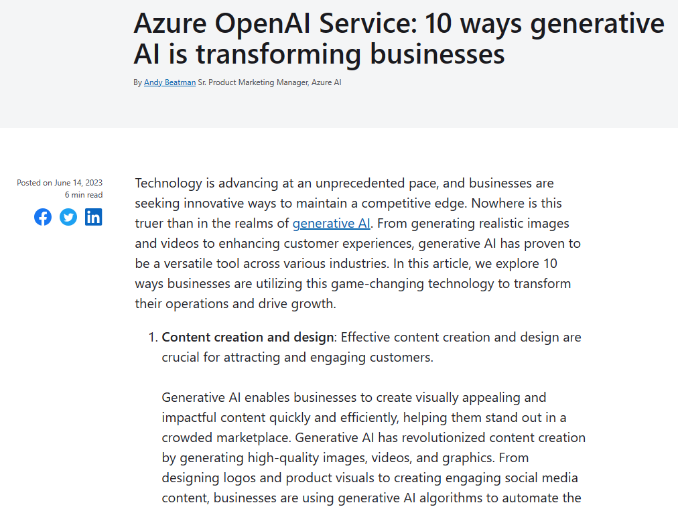 Azure OpenAI Service: 10 ways generative
AI is transforming businesses
By Andy Beatman Sr. Product Marketing Manager, Azure AI
Posted on June 14, 2023
6 min read
Technology is advancing at an unprecedented pace, and businesses are
seeking innovative ways to maintain a competitive edge. Nowhere is this
truer than in the realms of generative AI. From generating realistic images
and videos to enhancing customer experiences, generative AI has proven to
be a versatile tool across various industries. In this article, we explore 10
ways businesses are utilizing this game-changing technology to transform
their operations and drive growth.
1. Content creation and design: Effective content creation and design are
crucial for attracting and engaging customers.
Generative AI enables businesses to create visually appealing and
impactful content quickly and efficiently, helping them stand out in a
crowded marketplace. Generative AI has revolutionized content creation
by generating high-quality images, videos, and graphics. From
designing logos and product visuals to creating engaging social media
content, businesses are using generative AI algorithms to automate the